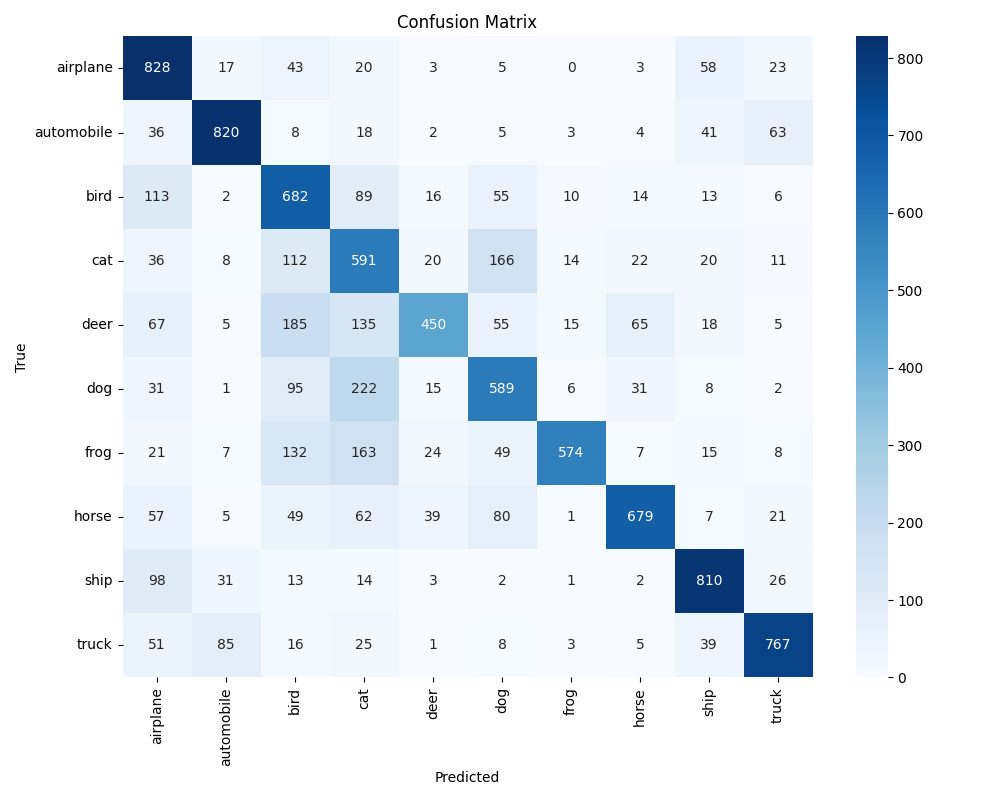 Confusion Matrix
airplane 828 17 43 20 3 5 0 3 58 23
automobile 36 820 8 18 2 5 3 4 41 63
bird 113 2 682 89 16 55 10 14 13 6
cat 36 8 112 591 20 166 14 22 20 11
deer 67 5 185 135 450 55 15 65 18 5
dog 31 1 95 222 15 589 6 31 8 2
frog 21 7 132 163 24 49 574 7 15 8
horse 57 5 49 62 39 80 1 679 7 21
ship 98 31 13 14 3 2 1 2 810 26
truck 51 85 16 25 1 8 3 5 39 767
True
airplane automobile bird cat deer dog frog horse ship truck
Predicted
800
700
600
500
400
300
200
100
0